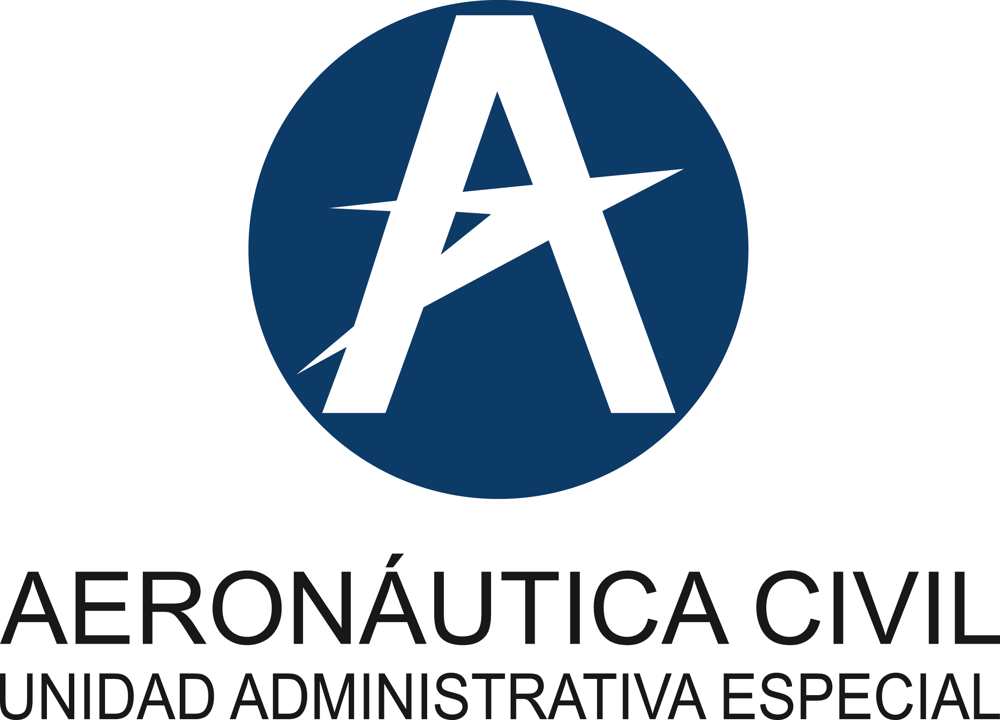 A
AERONÁUTICA CIVIL
UNIDAD ADMINISTRATIVA ESPECIAL